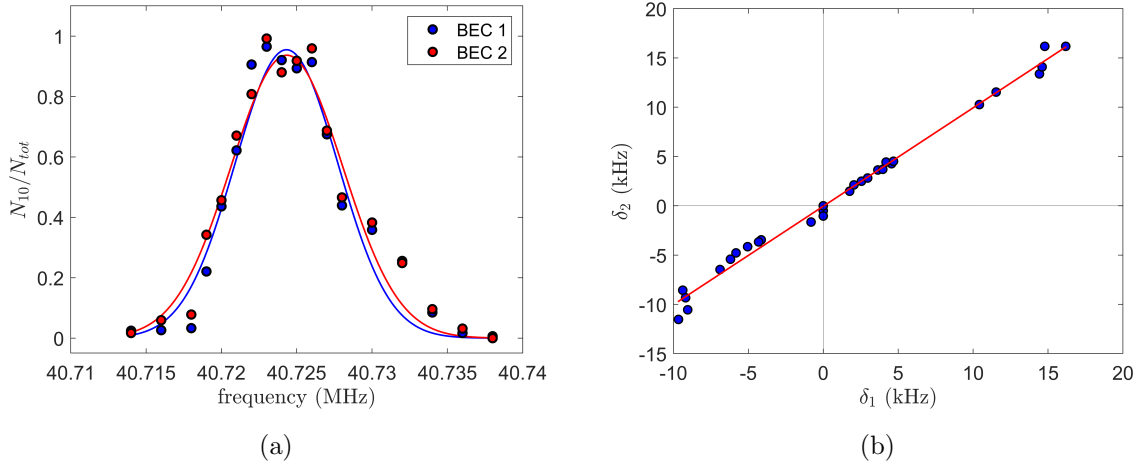 BEC 1
BEC 2
1
0.8
0.6
0.4
0.2
0
N10/Ntot
40.71 40.715 40.72 40.725 40.73 40.735 40.74
frequency (MHz)
(a)
20
15
10
5
0
-5
-10
-15
δ2 (kHz)
-10 -5 0 5 10 15 20
δ1 (kHz)
(b)